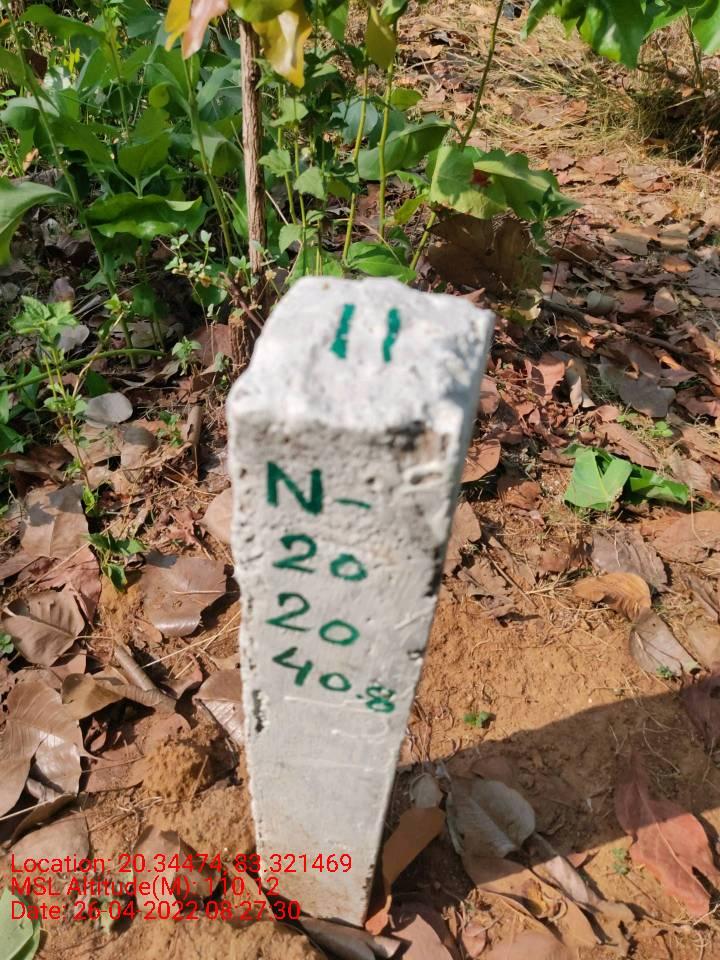 11
N-
20
20
40.8
Location: 20.34474, 83.321469
MSL Altitude(M): 110.12
Date: 26-04-2022 08:27:30